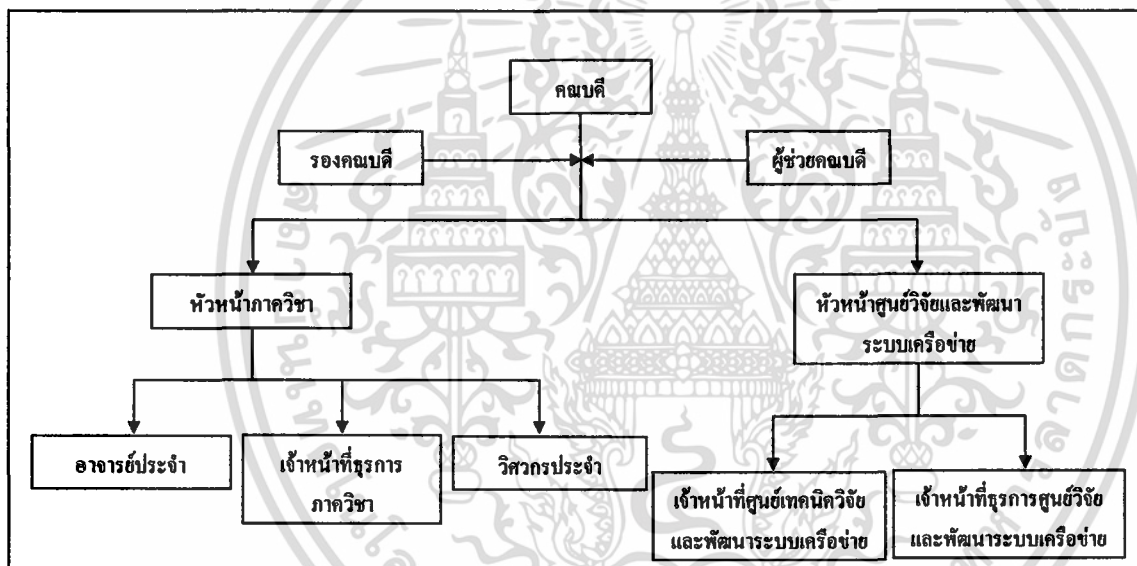 คณบดี
รองคณบดี
ผู้ช่วยคณบดี
หัวหน้าภาควิชา
หัวหน้าศูนย์วิจัยและพัฒนา
ระบบเครือข่าย
อาจารย์ประจำ
เจ้าหน้าที่ธุรการ
ภาควิชา
วิศวกรประจำ
เจ้าหน้าที่ศูนย์เทคนิควิจัย
และพัฒนาระบบเครือข่าย
เจ้าหน้าที่ธุรการศูนย์วิจัย
และพัฒนาระบบเครือข่าย